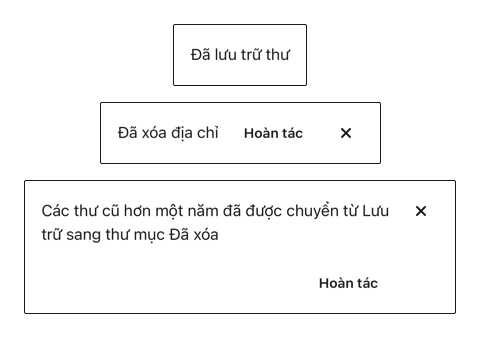 Đã lưu trữ thư
Đã xóa địa chỉ Hoàn tác
Các thư cũ hơn một năm đã được chuyển từ Lưu
trữ sang thư mục Đã xóa
Hoàn tác